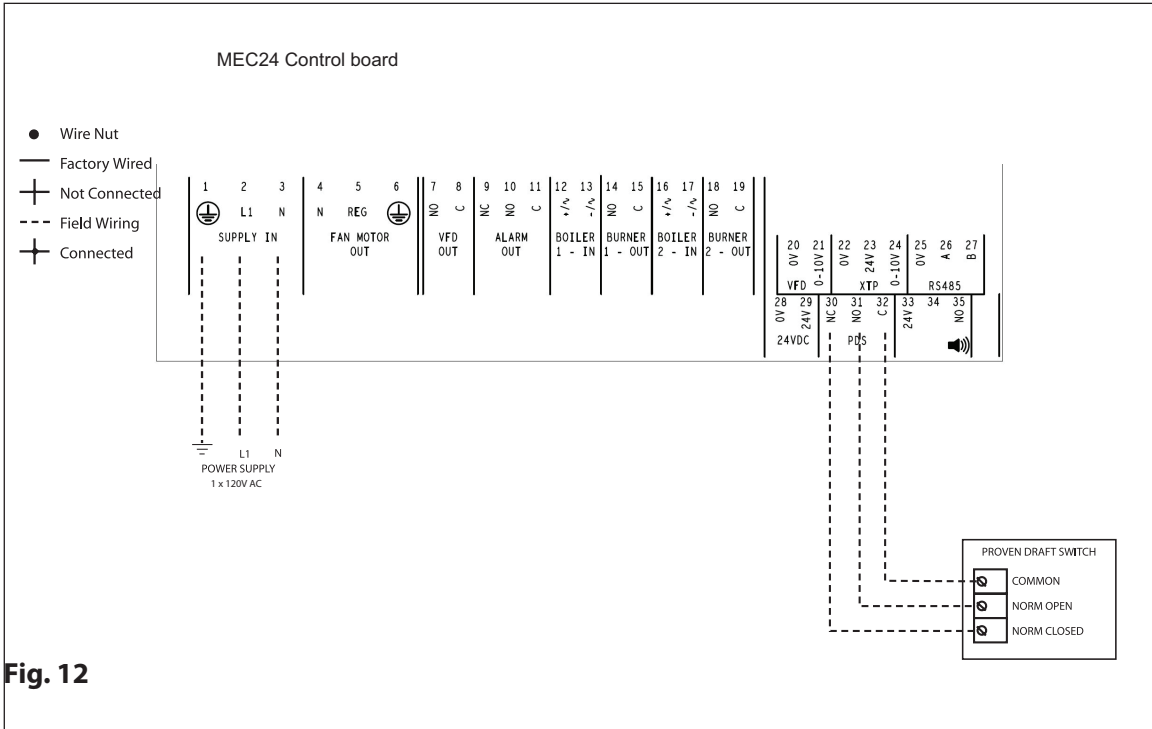 MEC24 Control board
Wire Nut
Factory Wired
Not Connected
Field Wiring
Connected
1 2 3 4 5 6 7 8 9 10 11 12 13 14 15 16 17 18 19
L1 N N REG NO C NC NO C +/∿ -/∿ NO C +/∿ -/∿ NO C
SUPPLY IN FAN MOTOR VFD ALARM BOILER BURNER BOILER BURNER
OUT OUT OUT 1 - IN 1 - OUT 2 - IN 2 - OUT
20 21 22 23 24 25 26 27
0V 0-10V 0V 24V 0-10V 0V A B
VFD XTP RS485
28 29 30 31 32 33 34 35
0V 24V NC NO C 24V NO
24VDC PDS
L1 N
POWER SUPPLY
1 x 120V AC
PROVEN DRAFT SWITCH
COMMON
NORM OPEN
NORM CLOSED
Fig. 12